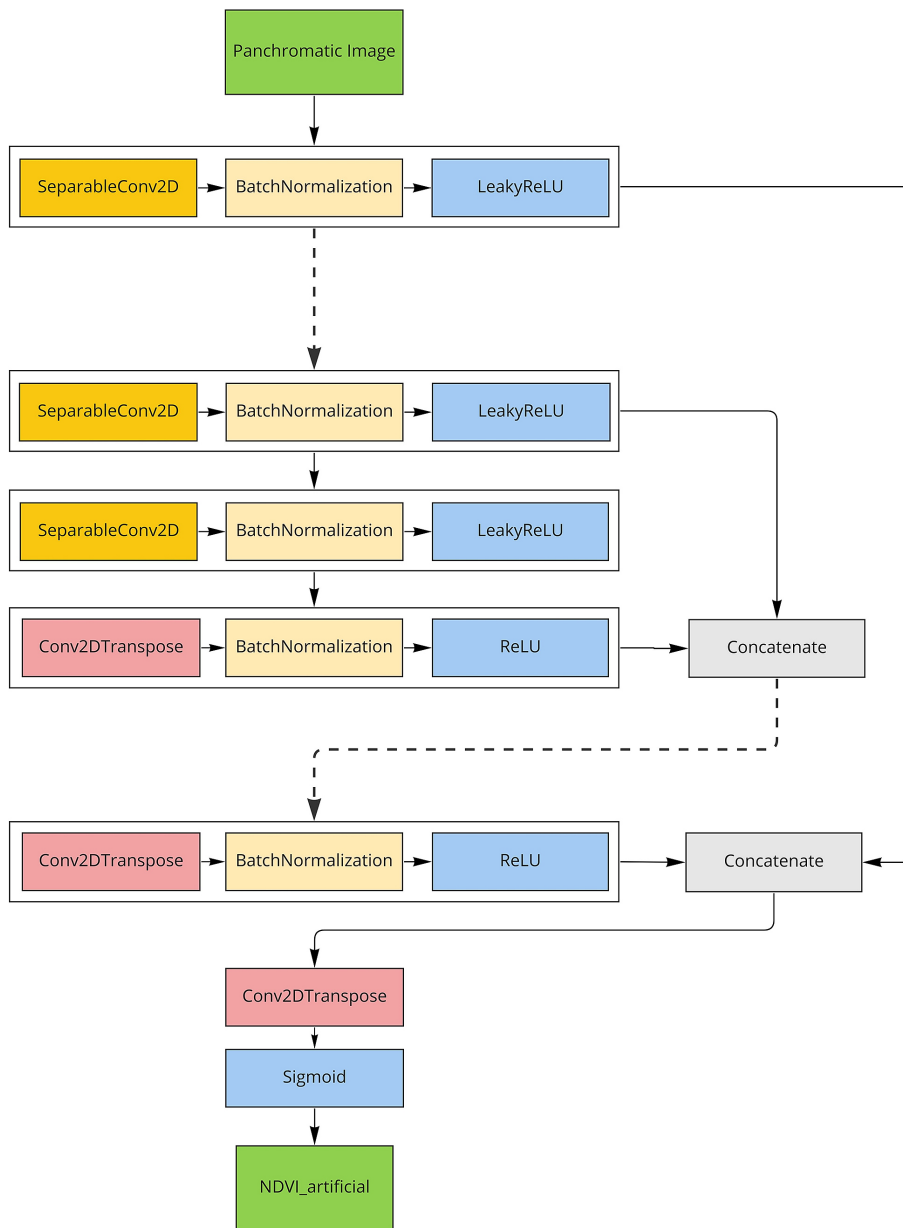 Panchromatic Image
SeparableConv2D
BatchNormalization
LeakyReLU
SeparableConv2D
BatchNormalization
LeakyReLU
SeparableConv2D
BatchNormalization
LeakyReLU
Conv2DTranspose
BatchNormalization
ReLU
Concatenate
Conv2DTranspose
BatchNormalization
ReLU
Concatenate
Conv2DTranspose
Sigmoid
NDVI_artificial